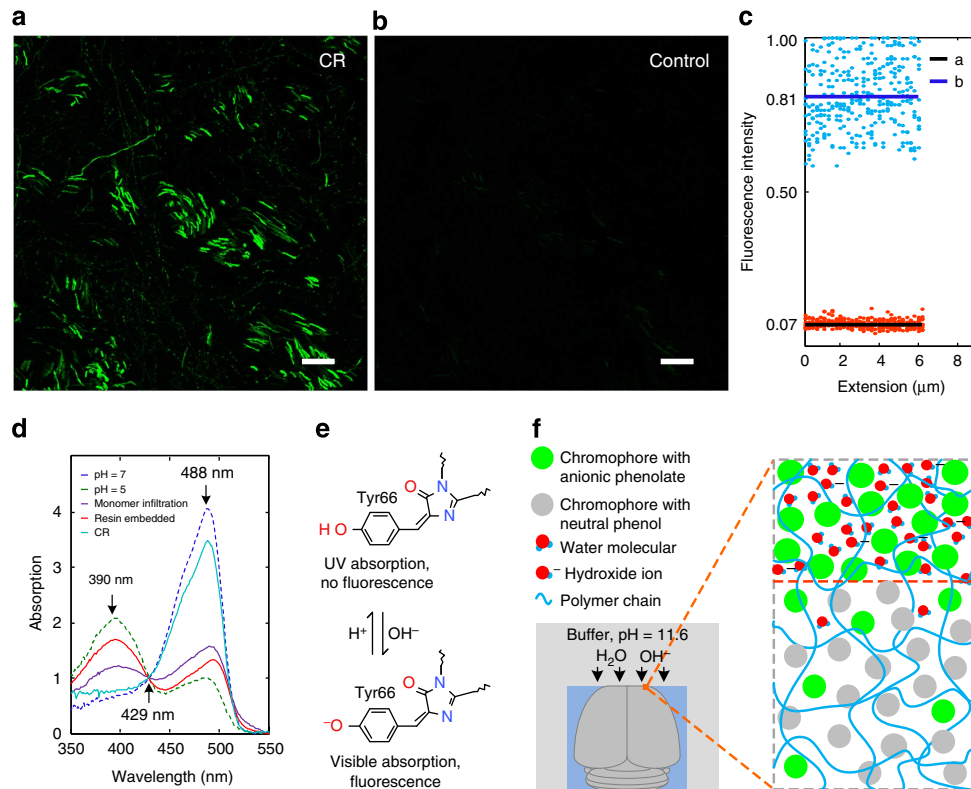 a
CR
b
Control
c
1.00
0.81
0.50
0.07
a
b
Fluorescence intensity
0 2 4 6 8
Extension (μm)
d
pH = 7
pH = 5
Monomer infiltration
Resin embedded
CR
488 nm
390 nm
429 nm
Absorption
4
3
2
1
0
350 400 450 500 550
Wavelength (nm)
e
Tyr66
HO
O
N
N
UV absorption,
no fluorescence
H⁺ OH⁻
Tyr66
⁻O
O
N
N
Visible absorption,
fluorescence
f
Chromophore with
anionic phenolate
Chromophore with
neutral phenol
Water molecular
Hydroxide ion
Polymer chain
Buffer, pH = 11.6
H₂O OH⁻